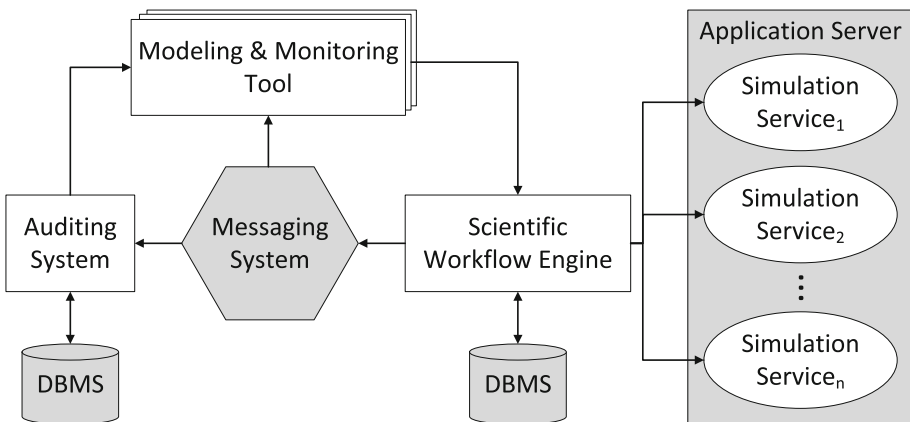 Modeling & Monitoring
Tool
Application Server
Simulation
Service₁
Auditing
System
Messaging
System
Scientific
Workflow Engine
Simulation
Service₂
DBMS
DBMS
Simulation
Serviceₙ